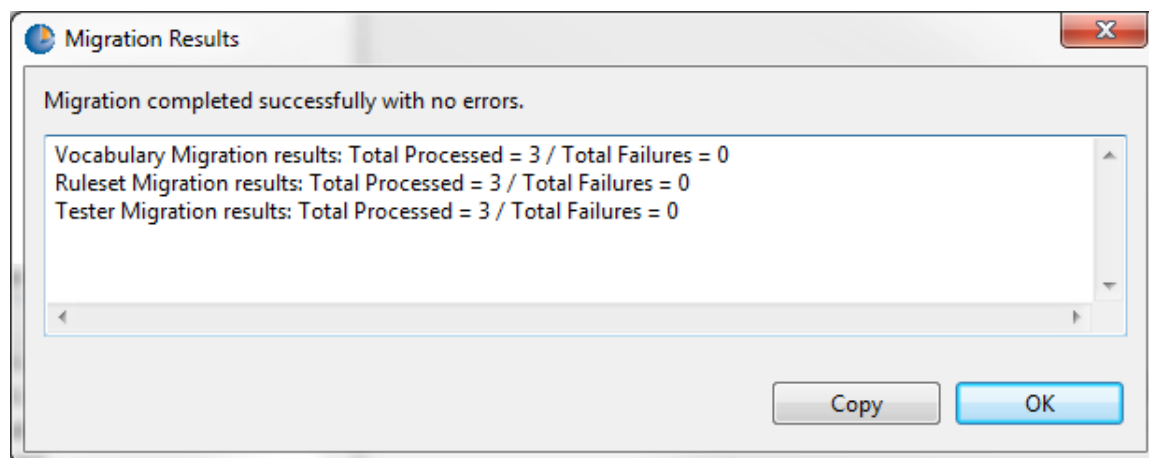 Migration Results
Migration completed successfully with no errors.
Vocabulary Migration results: Total Processed = 3 / Total Failures = 0
Ruleset Migration results: Total Processed = 3 / Total Failures = 0
Tester Migration results: Total Processed = 3 / Total Failures = 0
Copy OK